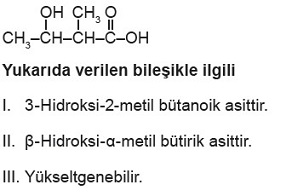 OH CH₃ O
CH₃–CH–CH–C–OH
Yukarıda verilen bileşikle ilgili
I. 3-Hidroksi-2-metil bütanoik asittir.
II. β-Hidroksi-α-metil bütirik asittir.
III. Yükseltgenebilir.